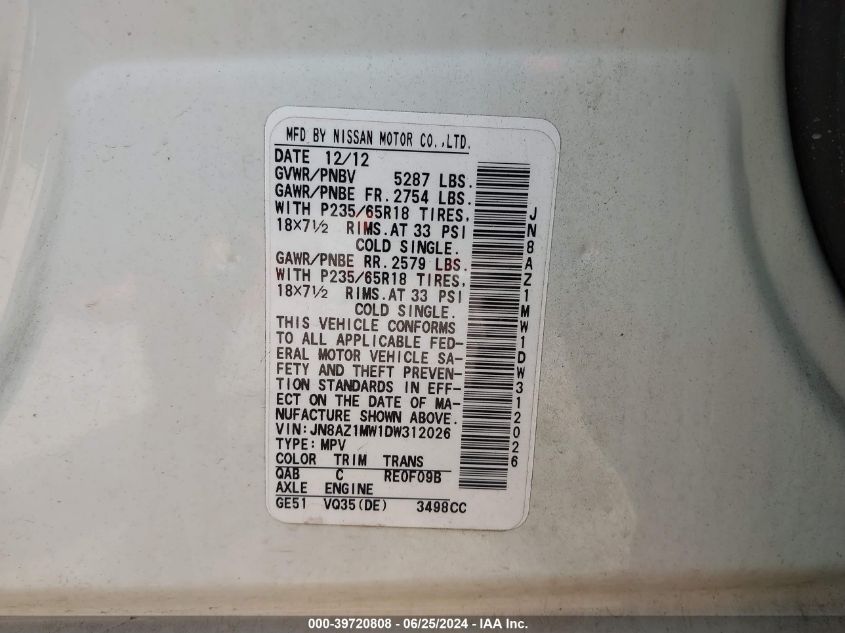 MFD BY NISSAN MOTOR CO.,LTD.
DATE 12/12
GVWR/PNBV 5287 LBS.
GAWR/PNBE FR. 2754 LBS.
WITH P235/65R18 TIRES,
18×7½ RIMS.AT 33 PSI
COLD SINGLE.
GAWR/PNBE RR. 2579 LBS.
WITH P235/65R18 TIRES,
18×7½ RIMS.AT 33 PSI
COLD SINGLE.
THIS VEHICLE CONFORMS
TO ALL APPLICABLE FED-
ERAL MOTOR VEHICLE SA-
FETY AND THEFT PREVEN-
TION STANDARDS IN EFF-
ECT ON THE DATE OF MA-
NUFACTURE SHOWN ABOVE.
VIN:JN8AZ1MW1DW312026
TYPE:MPV
COLOR TRIM TRANS
QAB C RE0F09B
AXLE ENGINE
GE51 VQ35(DE) 3498CC
JN8AZ1MW1DW312026
000-39720808 - 06/25/2024 - IAA Inc.